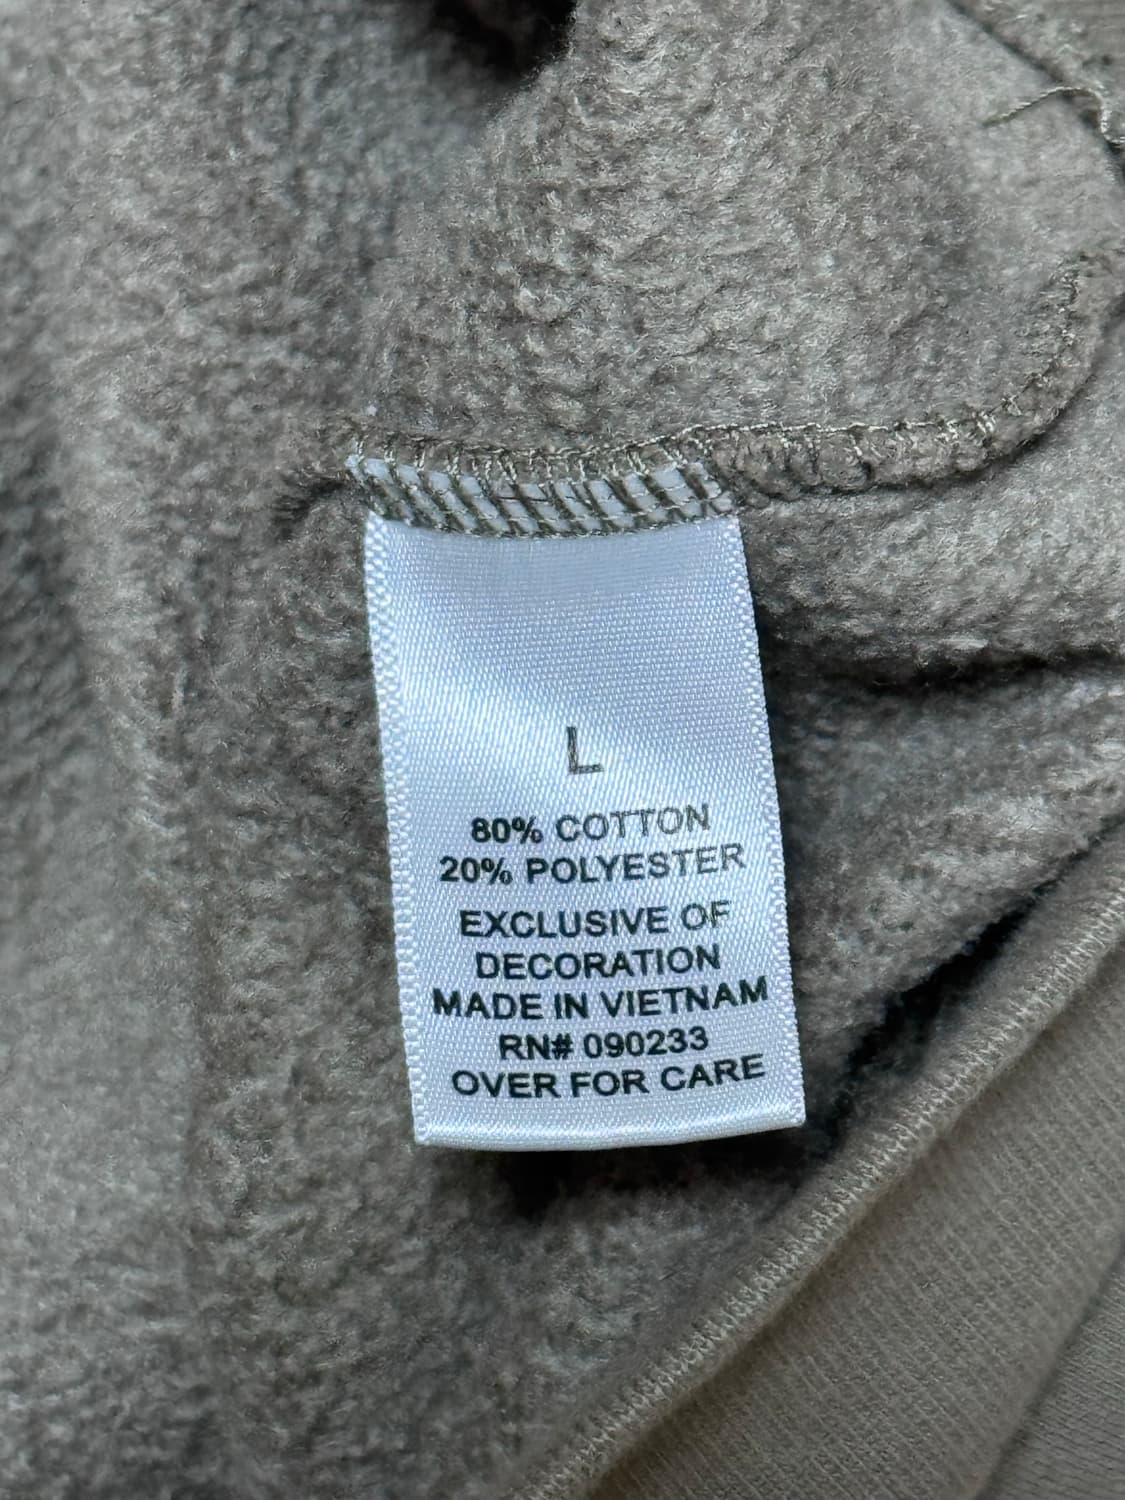 L
80% COTTON
20% POLYESTER
EXCLUSIVE OF
DECORATION
MADE IN VIETNAM
RN# 090233
OVER FOR CARE